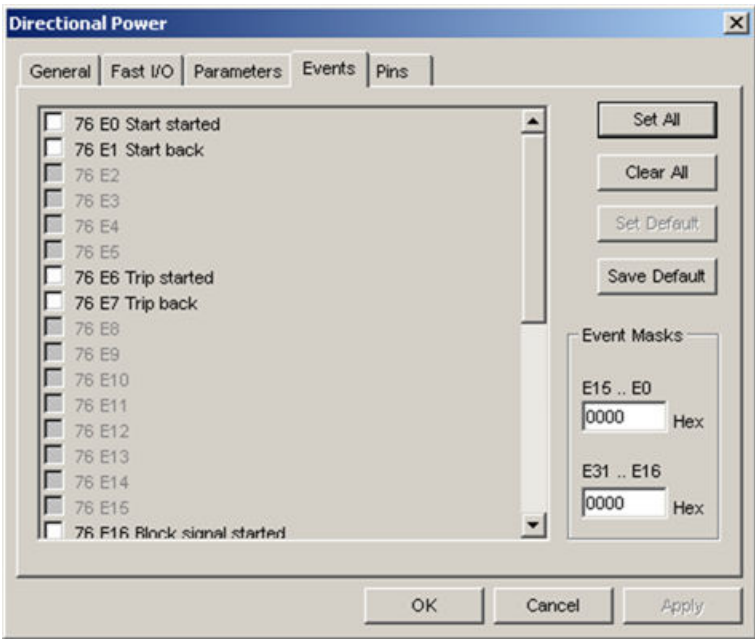 Directional Power
General Fast I/O Parameters Events Pins
76 E0 Start started
76 E1 Start back
76 E2
76 E3
76 E4
76 E5
76 E6 Trip started
76 E7 Trip back
76 E8
76 E9
76 E10
76 E11
76 E12
76 E13
76 E14
76 E15
76 E16 Block signal started
Set All
Clear All
Set Default
Save Default
Event Masks
E15 .. E0
0000 Hex
E31 .. E16
0000 Hex
OK Cancel Apply